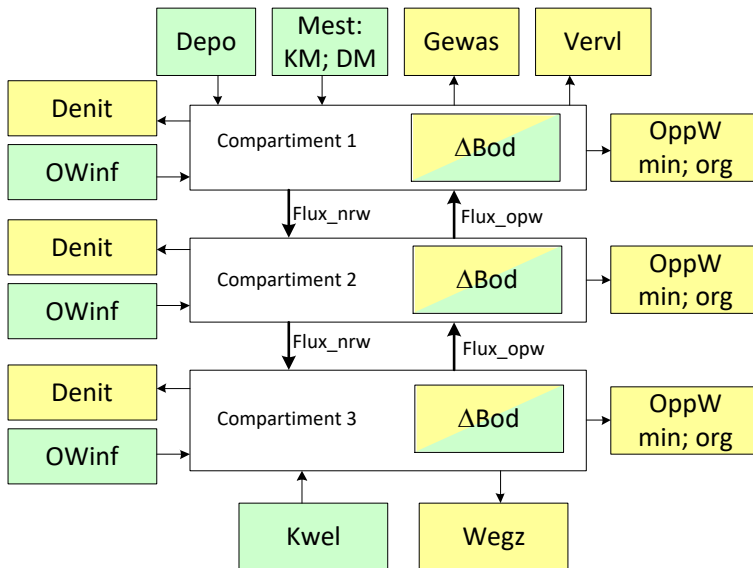 Depo
Mest:
KM; DM
Gewas
Vervl
Denit
OWinf
Compartiment 1
ΔBod
OppW
min; org
Flux_nrw
Flux_opw
Denit
OWinf
Compartiment 2
ΔBod
OppW
min; org
Flux_nrw
Flux_opw
Denit
OWinf
Compartiment 3
ΔBod
OppW
min; org
Kwel
Wegz